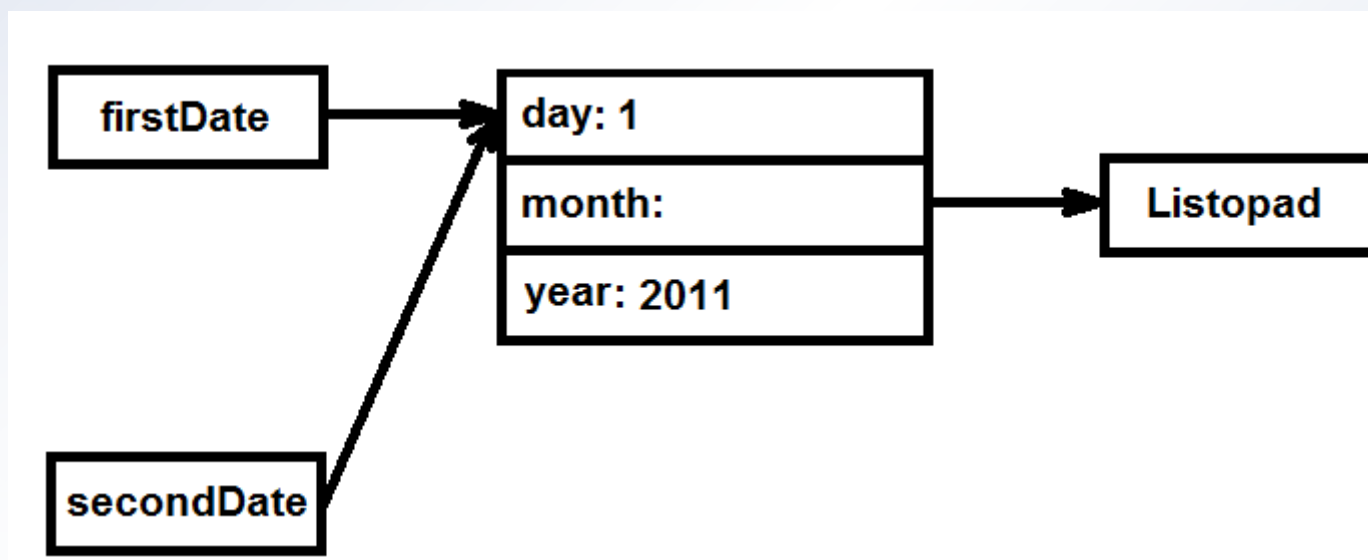 firstDate
day: 1
month:
year: 2011
Listopad
secondDate